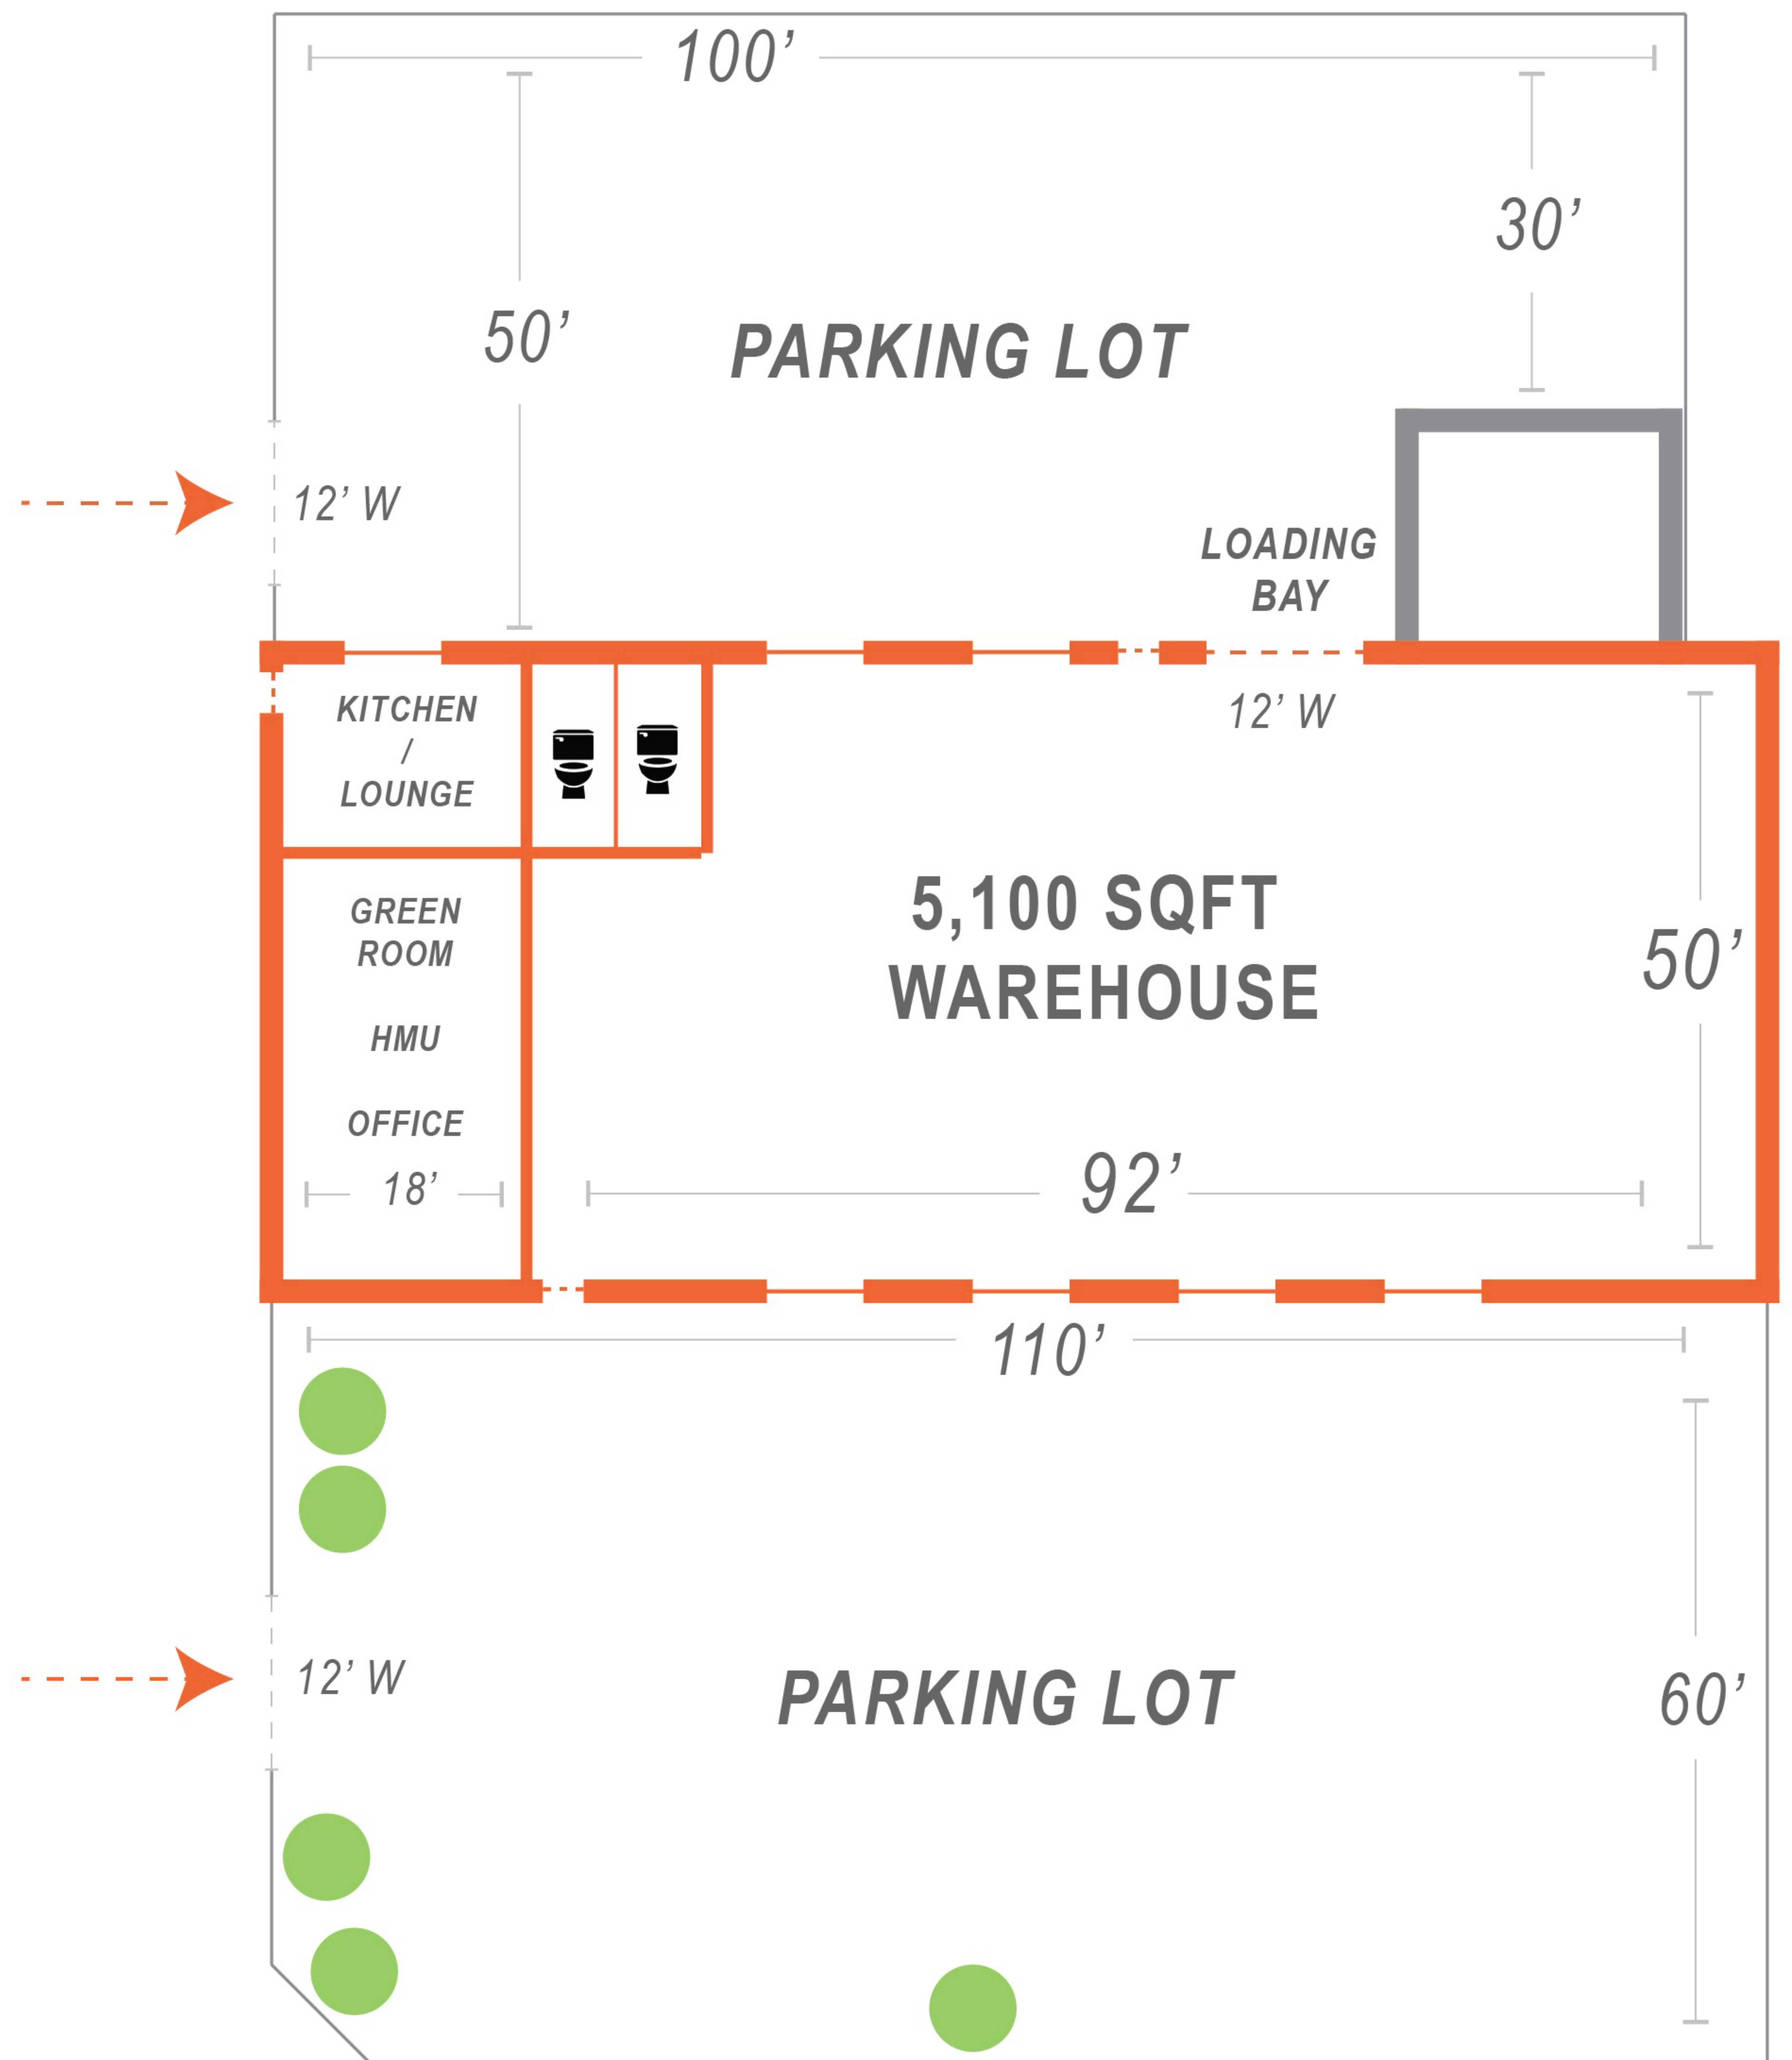 100’
30’
50’
PARKING LOT
12’ W
LOADING
BAY
12’ W
KITCHEN
/
LOUNGE
5,100 SQFT
WAREHOUSE
50’
GREEN
ROOM
HMU
OFFICE
18’
92’
110’
12’ W
PARKING LOT
60’